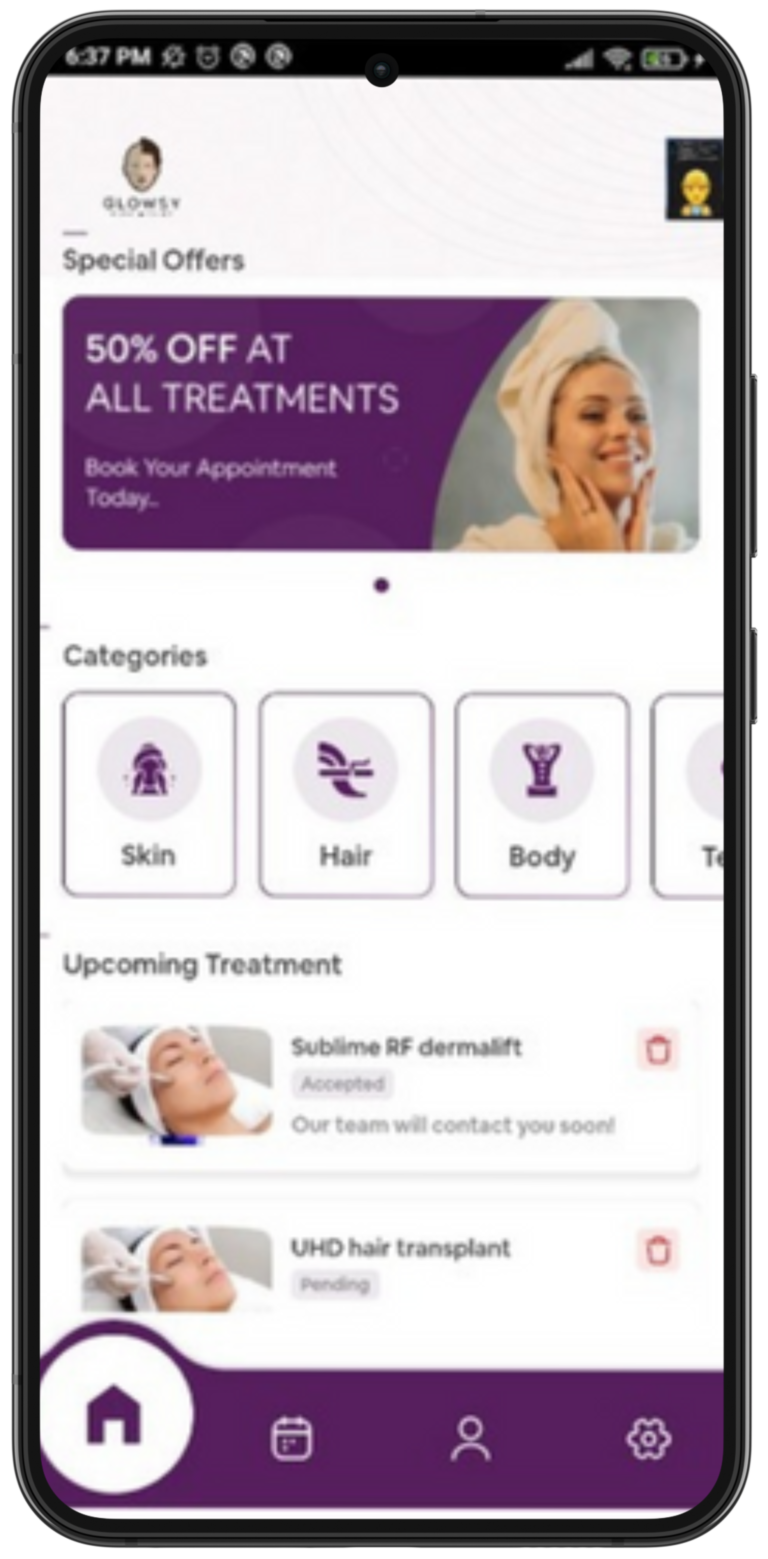 6:37 PM
GLOWSY
Special Offers
50% OFF AT
ALL TREATMENTS
Book Your Appointment
Today..
Categories
Skin
Hair
Body
Te
Upcoming Treatment
Sublime RF dermalift
Accepted
Our team will contact you soon!
UHD hair transplant
Pending